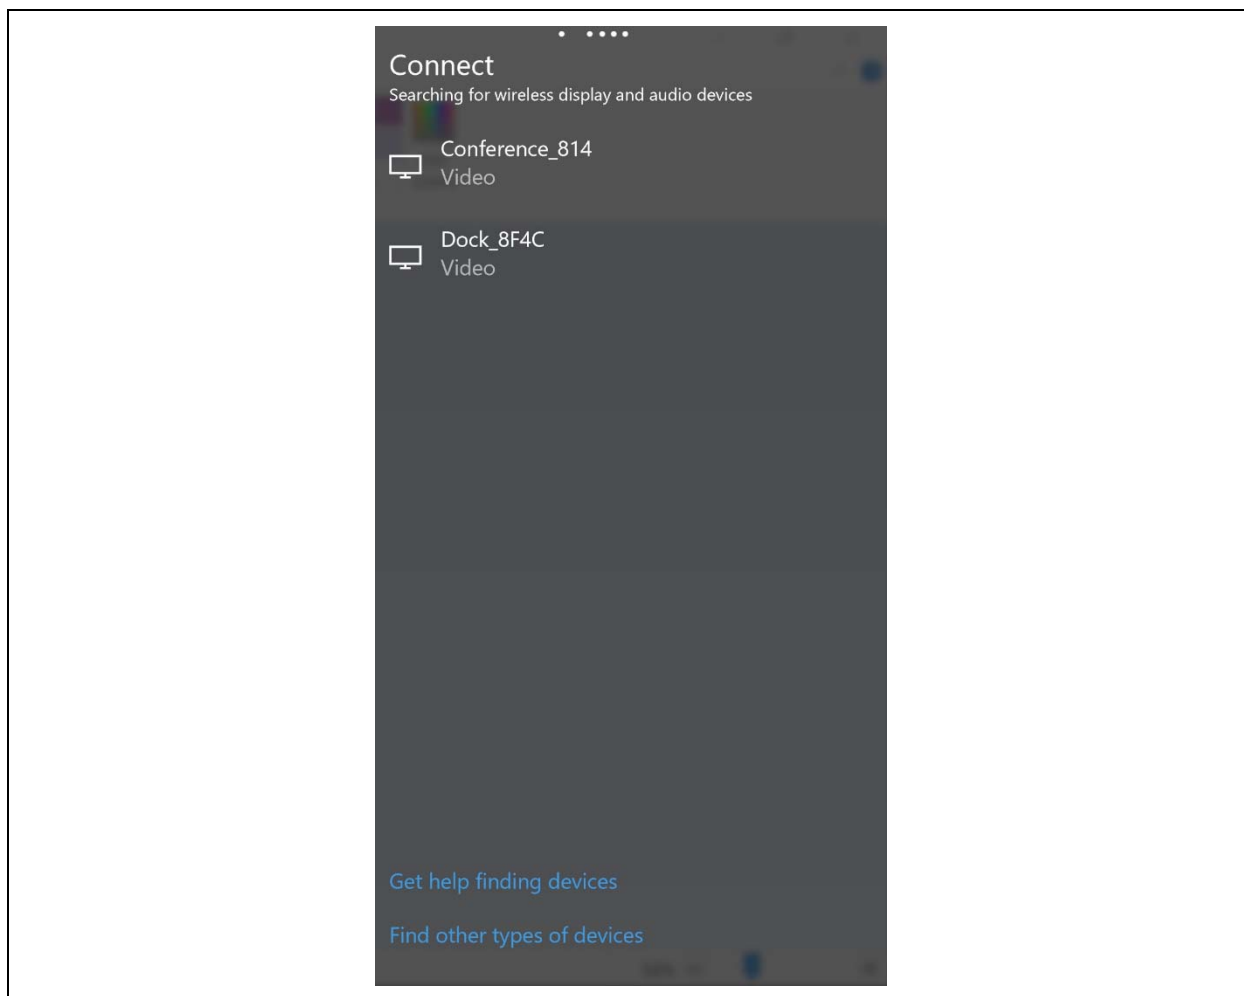 Connect
Searching for wireless display and audio devices
Conference_814
Video
Dock_8F4C
Video
Get help finding devices
Find other types of devices